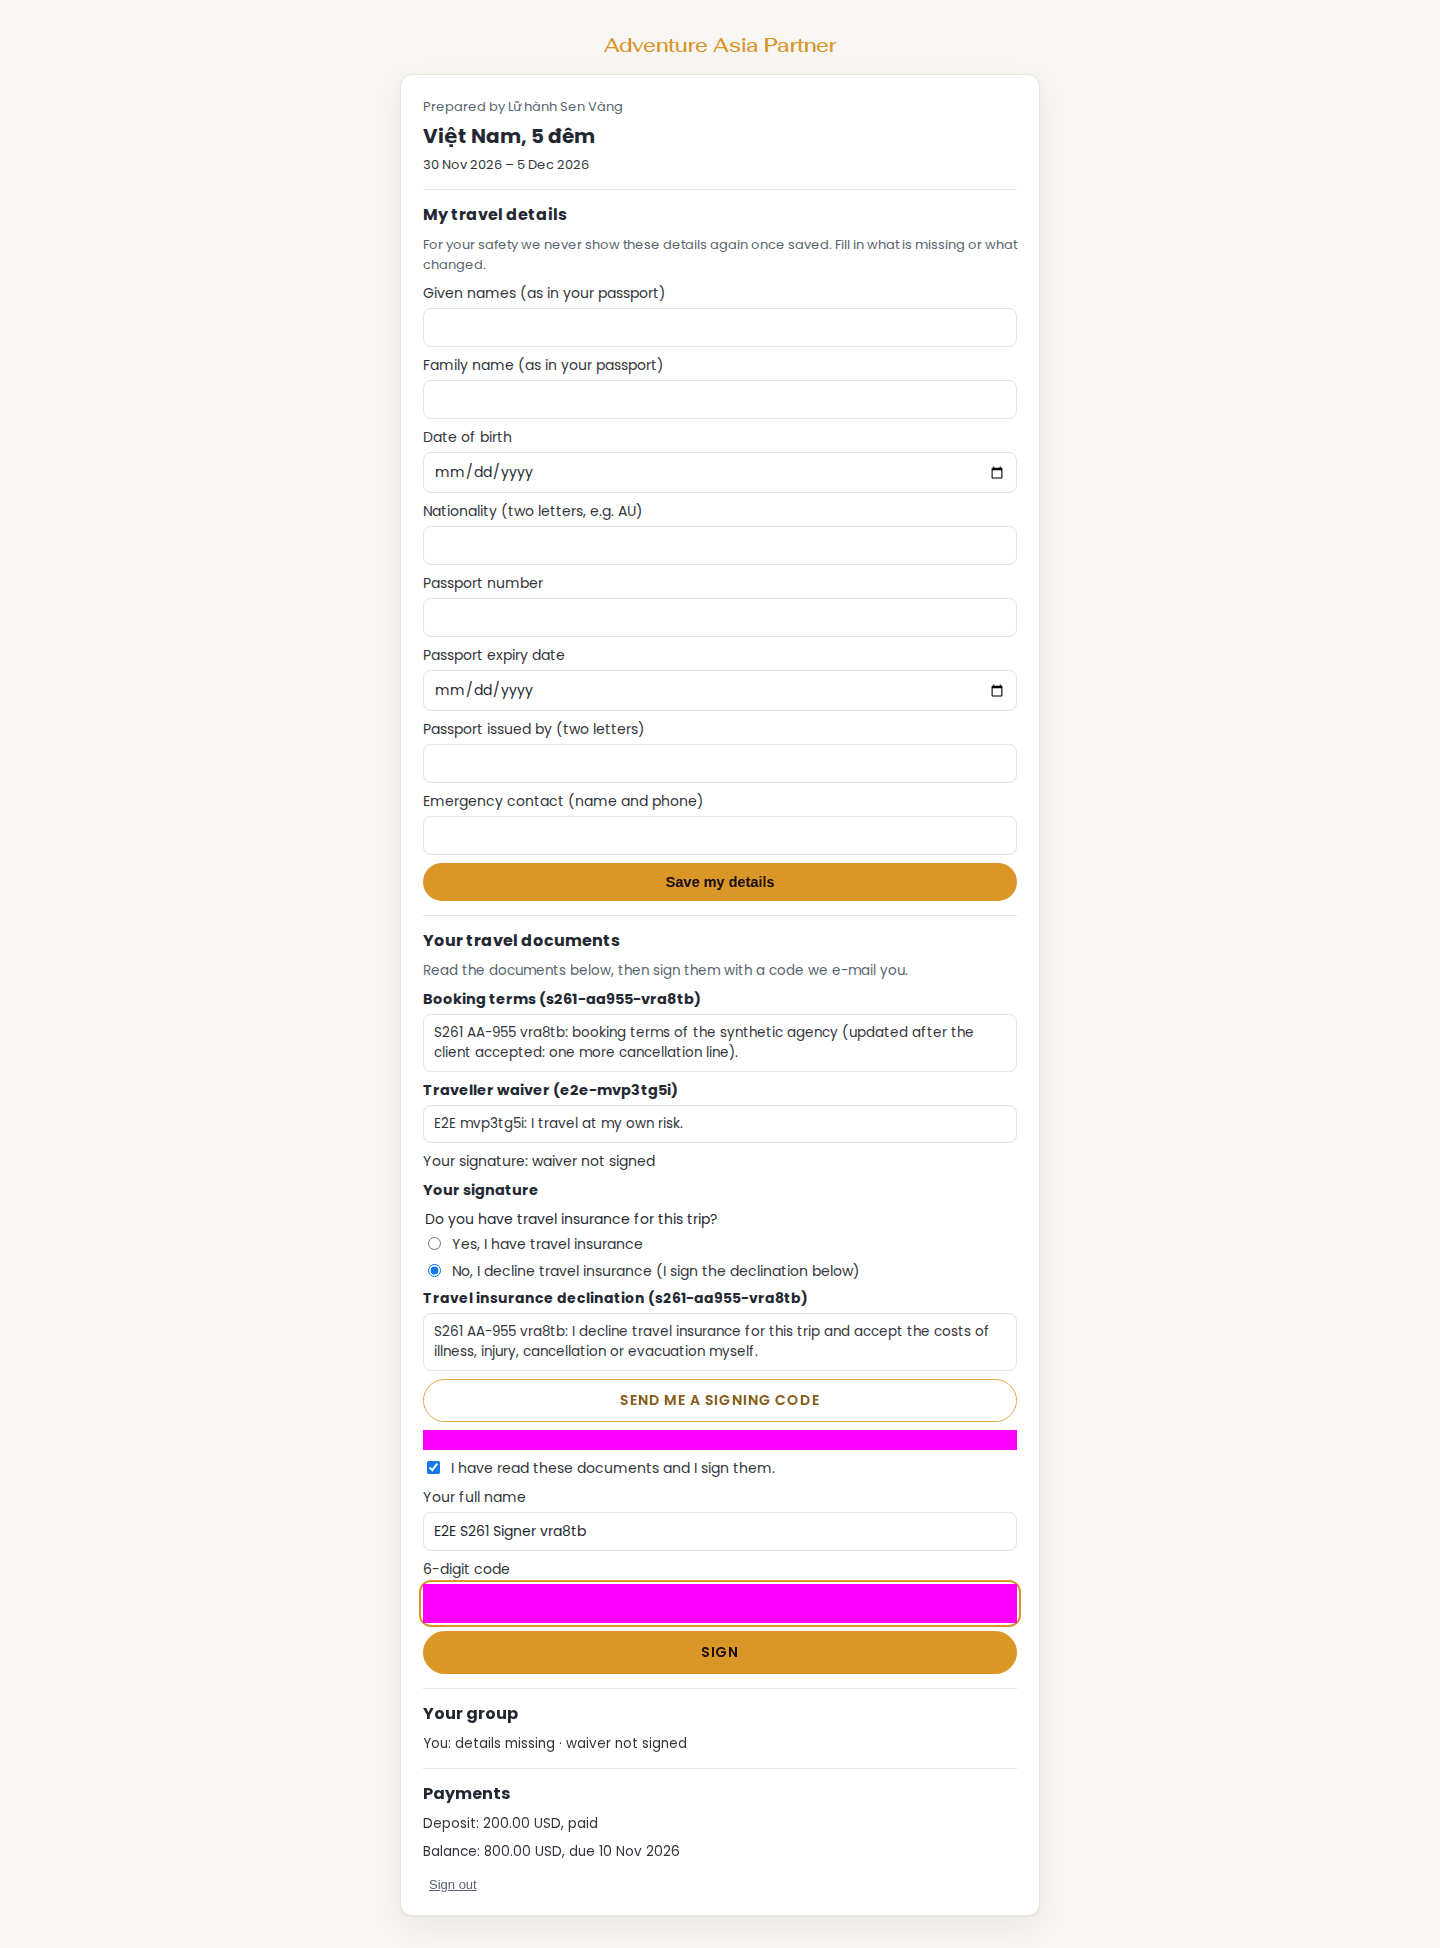 Adventure Asia Partner
Prepared by Lữ hành Sen Vàng
Việt Nam, 5 đêm
30 Nov 2026 – 5 Dec 2026
My travel details
For your safety we never show these details again once saved. Fill in what is missing or what
changed.
Given names (as in your passport)
Family name (as in your passport)
Date of birth
mm/dd/yyyy
Nationality (two letters, e.g. AU)
Passport number
Passport expiry date
mm/dd/yyyy
Passport issued by (two letters)
Emergency contact (name and phone)
Save my details
Your travel documents
Read the documents below, then sign them with a code we e-mail you.
Booking terms (s261-aa955-vra8tb)
S261 AA-955 vra8tb: booking terms of the synthetic agency (updated after the
client accepted: one more cancellation line).
Traveller waiver (e2e-mvp3tg5i)
E2E mvp3tg5i: I travel at my own risk.
Your signature: waiver not signed
Your signature
Do you have travel insurance for this trip?
Yes, I have travel insurance
No, I decline travel insurance (I sign the declination below)
Travel insurance declination (s261-aa955-vra8tb)
S261 AA-955 vra8tb: I decline travel insurance for this trip and accept the costs of
illness, injury, cancellation or evacuation myself.
SEND ME A SIGNING CODE
I have read these documents and I sign them.
Your full name
E2E S261 Signer vra8tb
6-digit code
SIGN
Your group
You: details missing · waiver not signed
Payments
Deposit: 200.00 USD, paid
Balance: 800.00 USD, due 10 Nov 2026
Sign out